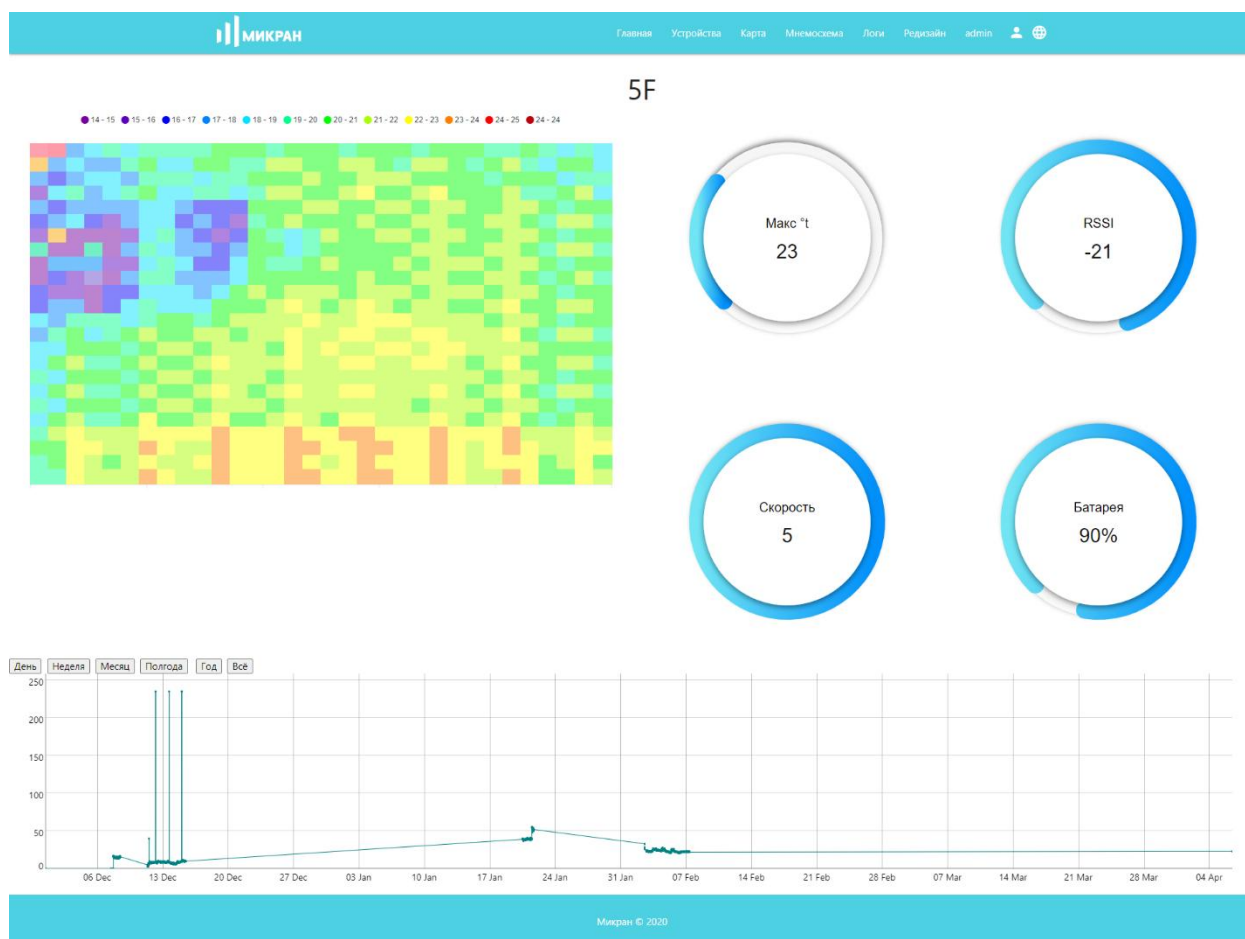 МИКРАН
Главная Устройства Карта Мнемосхема Логи Редизайн admin
5F
14 - 15 15 - 16 16 - 17 17 - 18 18 - 19 19 - 20 20 - 21 21 - 22 22 - 23 23 - 24 24 - 25 24 - 24
Макс °t
23
RSSI
-21
Скорость
5
Батарея
90%
День Неделя Месяц Полгода Год Всё
250
200
150
100
50
0
06 Dec 13 Dec 20 Dec 27 Dec 03 Jan 10 Jan 17 Jan 24 Jan 31 Jan 07 Feb 14 Feb 21 Feb 28 Feb 07 Mar 14 Mar 21 Mar 28 Mar 04 Apr
Микран © 2020